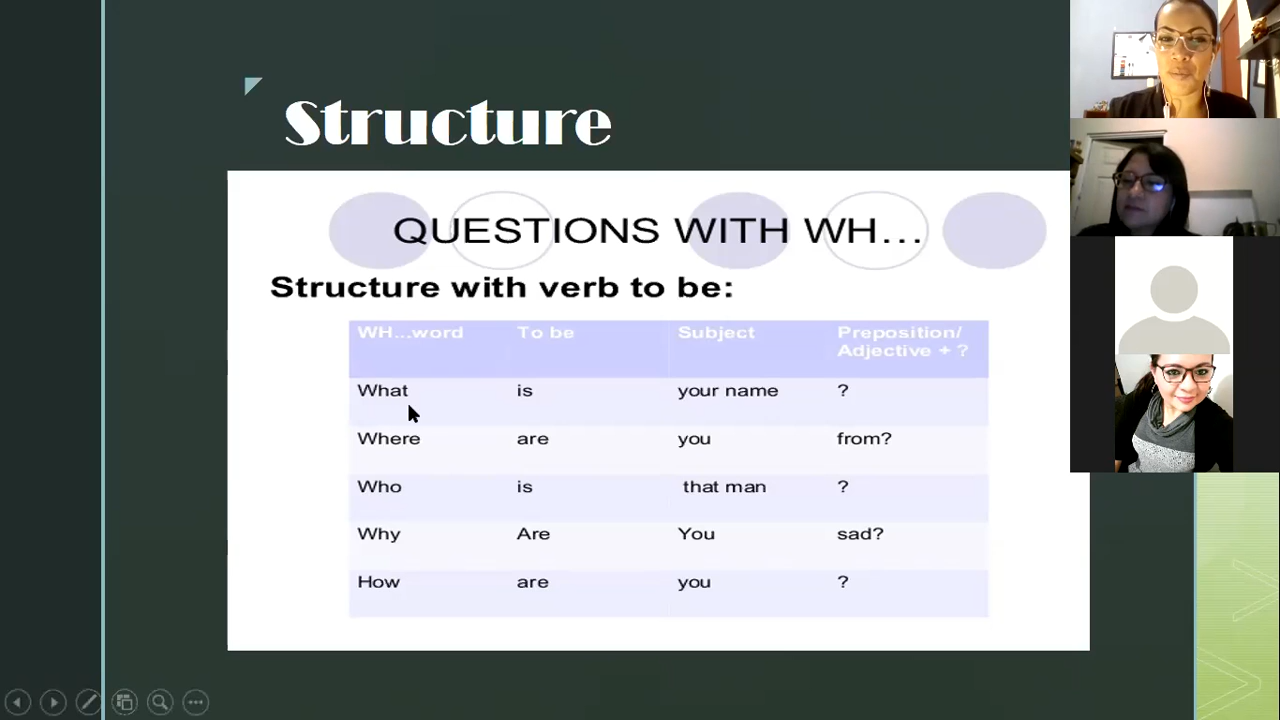 Structure
QUESTIONS WITH WH...
Structure with verb to be:
WH...word To be Subject Preposition/ Adjective + ?
What is your name ?
Where are you from?
Who is that man ?
Why Are You sad?
How are you ?